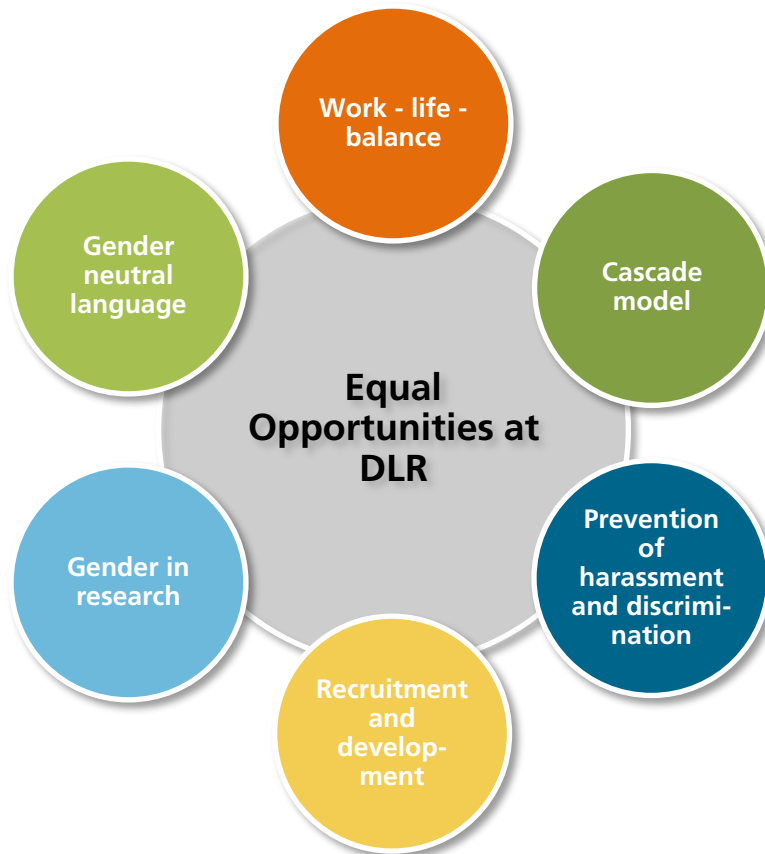 Work - life -
balance
Gender
neutral
language
Cascade
model
Equal
Opportunities at
DLR
Gender in
research
Prevention
of
harassment
and discrimi-
nation
Recruitment
and
develop-
ment